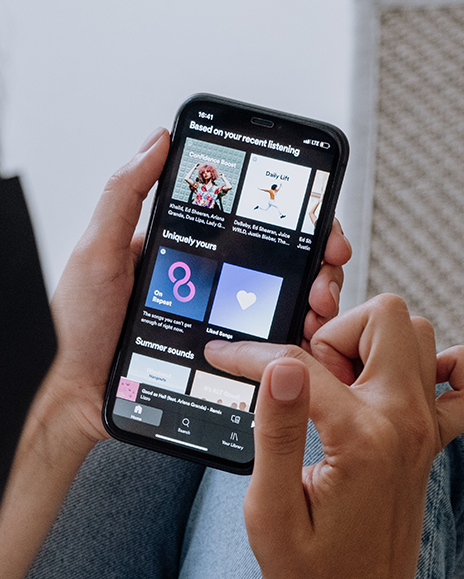 16:41
LTE
Based on your recent listening
Confidence Boost
Daily Lift
Khalid, Ed Sheeran, Ariana
Grande, Dua Lipa, Lady G...
DaBaby, Ed Sheeran, Juice
WRLD, Justin Bieber, The...
Uniquely yours
On
Repeat
The songs you can't get
enough of right now.
Liked Songs
Summer sounds
Good as Hell (feat. Ariana Grande) - Remix
Lizzo
Home
Search
Your Library